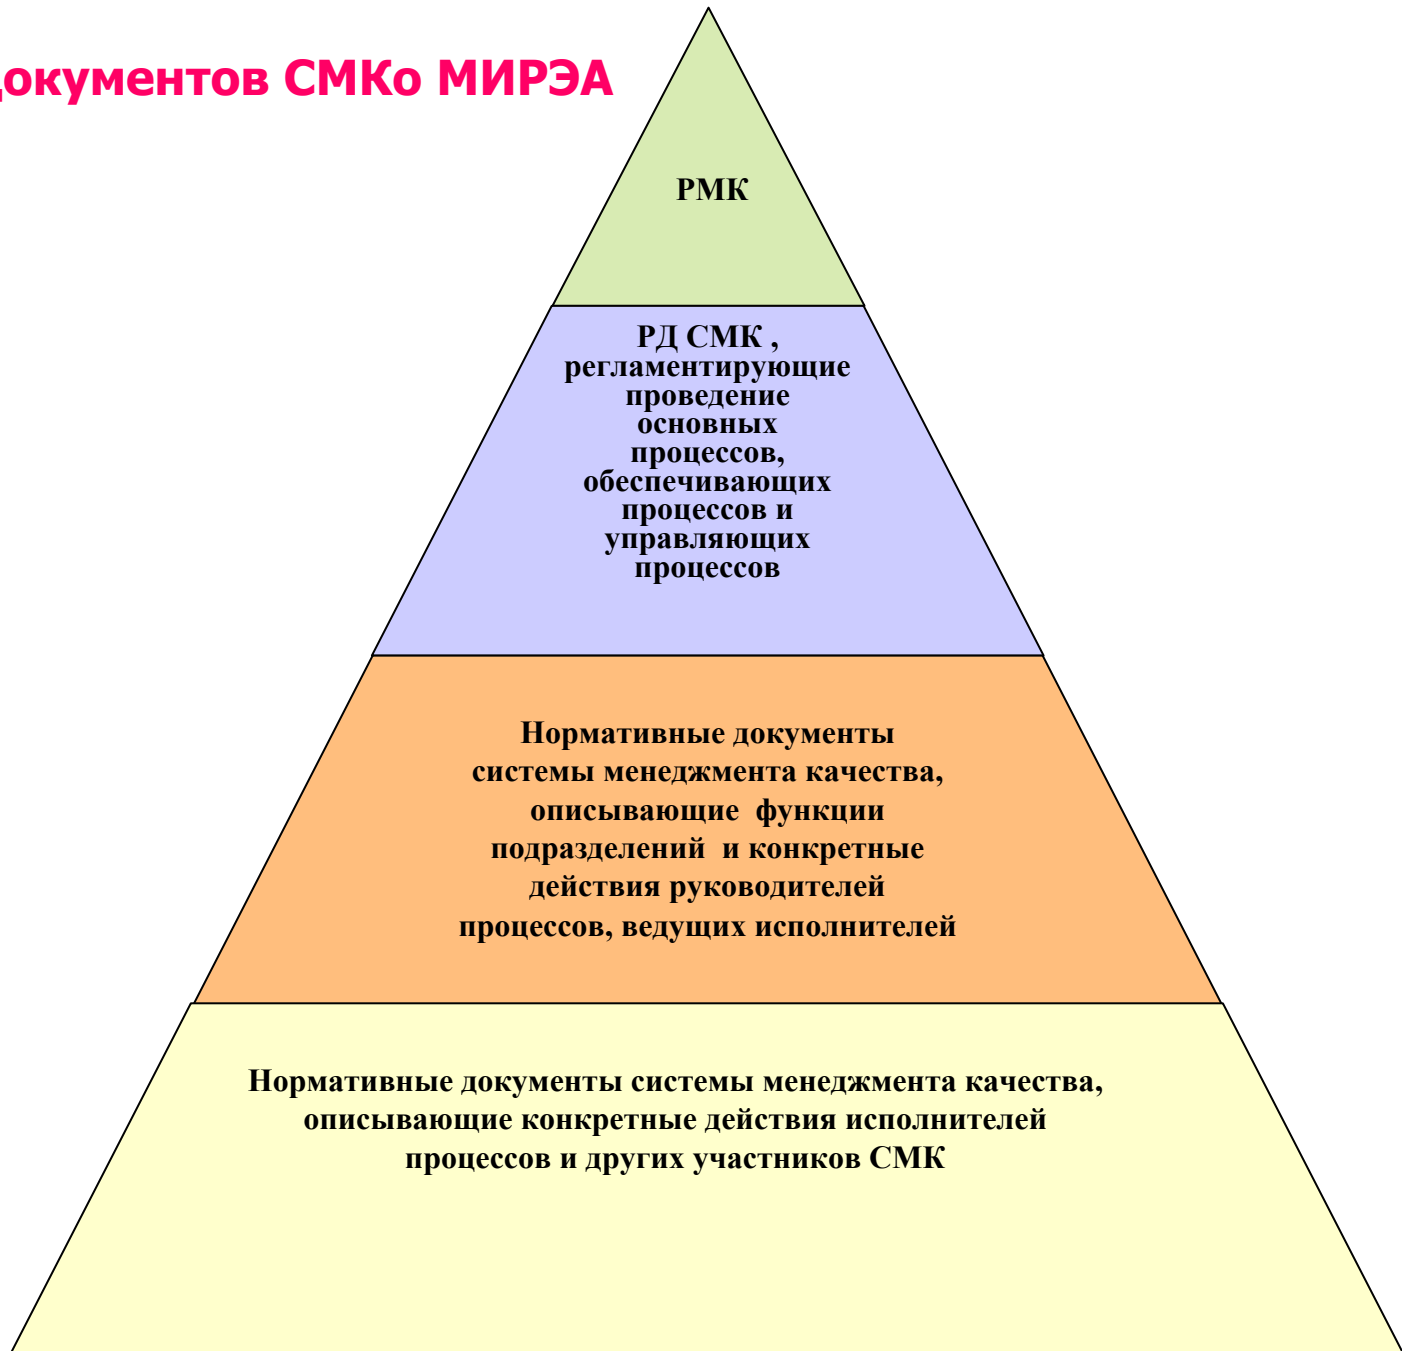 документов СМКо МИРЭА
РМК
РД СМК ,
регламентирующие
проведение
основных
процессов,
обеспечивающих
процессов и
управляющих
процессов
Нормативные документы
системы менеджмента качества,
описывающие функции
подразделений и конкретные
действия руководителей
процессов, ведущих исполнителей
Нормативные документы системы менеджмента качества,
описывающие конкретные действия исполнителей
процессов и других участников СМК